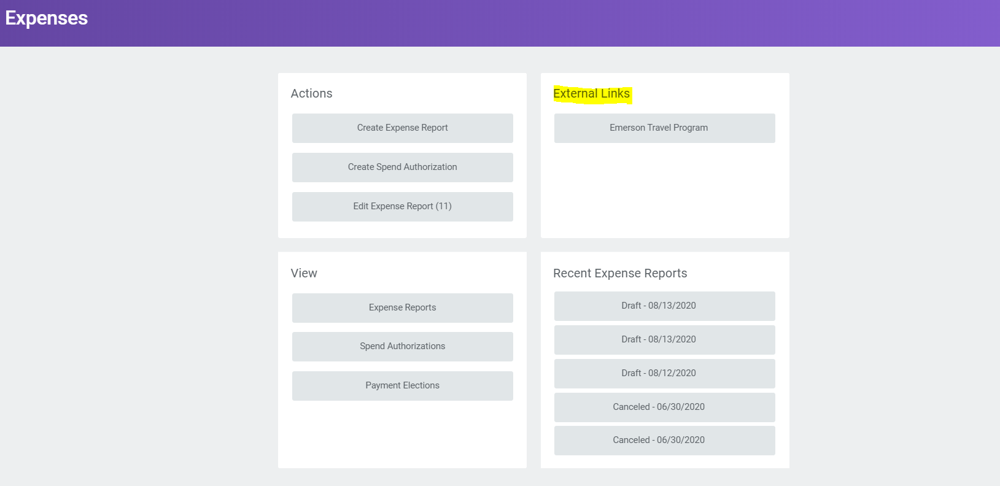 Expenses
Actions
Create Expense Report
Create Spend Authorization
Edit Expense Report (11)
External Links
Emerson Travel Program
View
Expense Reports
Spend Authorizations
Payment Elections
Recent Expense Reports
Draft - 08/13/2020
Draft - 08/13/2020
Draft - 08/12/2020
Canceled - 06/30/2020
Canceled - 06/30/2020